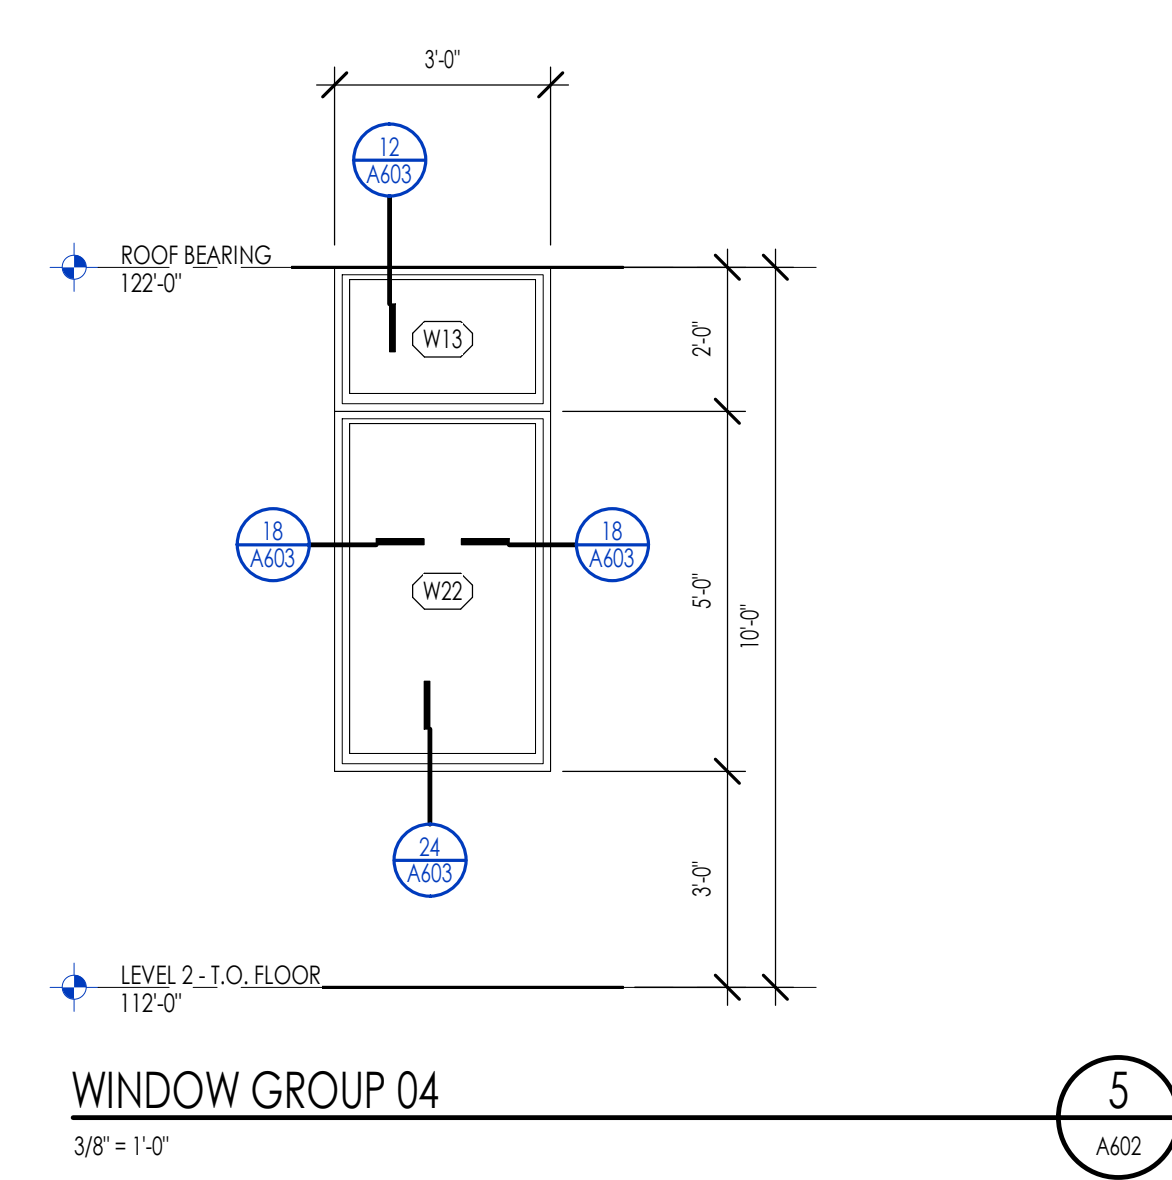 3'-0"
12
A603
ROOF BEARING
122'-0"
W13
2'-0"
18
A603
18
A603
W22
5'-0"
10'-0"
24
A603
3'-0"
LEVEL 2 - T.O. FLOOR
112'-0"
WINDOW GROUP 04
3/8" = 1'-0"
5
A602